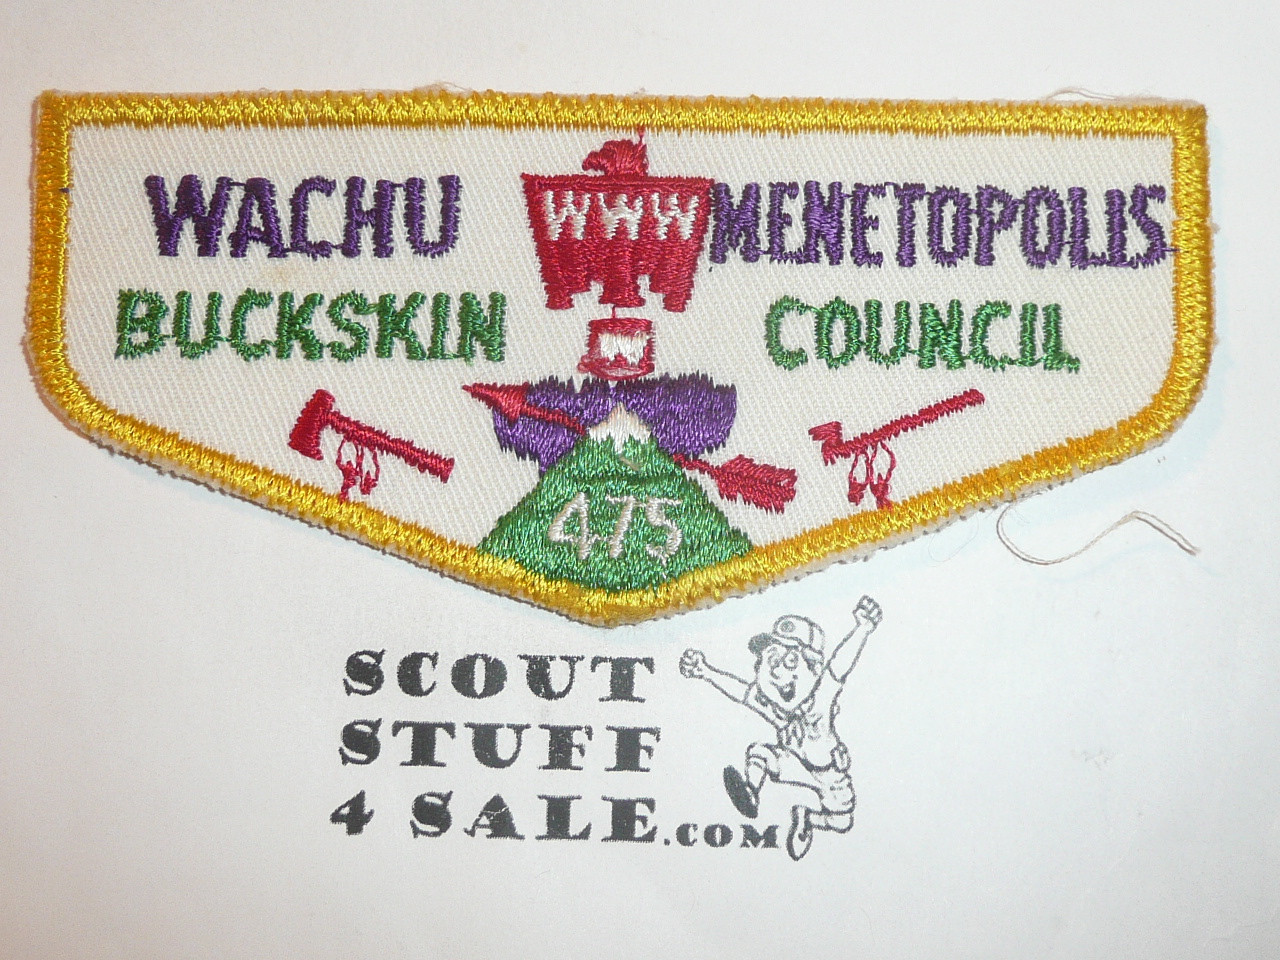 WACHU WWW MENETOPOLIS
BUCKSKIN W COUNCIL
475
SCOUT
STUFF
4 SALE.COM